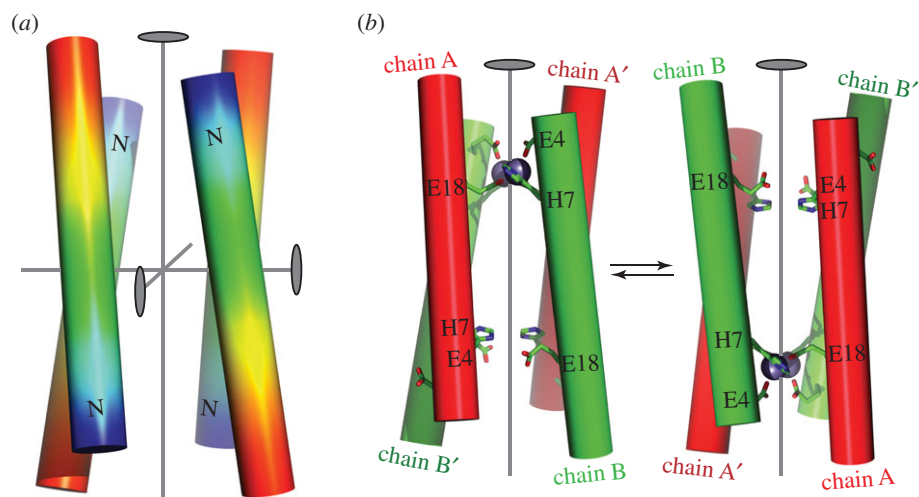 (a)
N
N
N
N
(b)
chain A
chain A′
E4
E18
H7
H7
E4
E18
chain B′
chain B
chain B
chain B′
E18
E4
H7
H7
E18
E4
chain A′
chain A